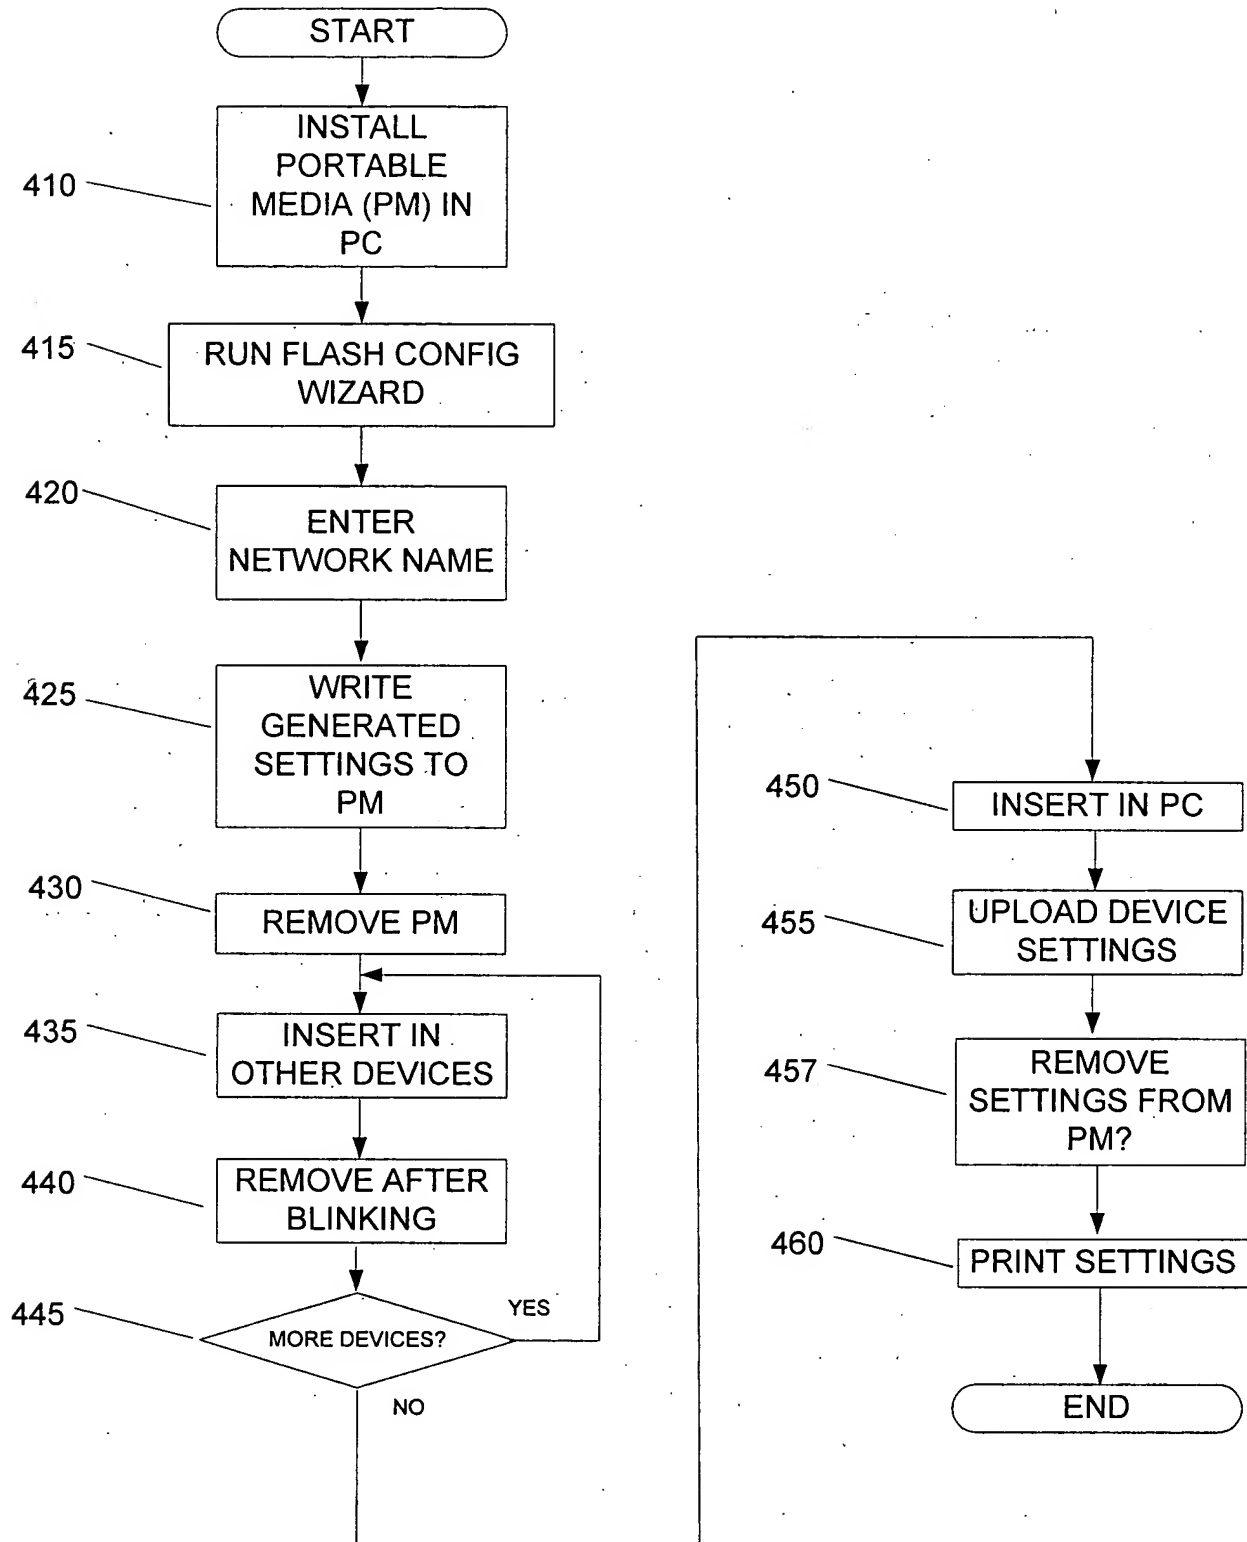 START
410
INSTALL
PORTABLE
MEDIA (PM) IN
PC
415
RUN FLASH CONFIG
WIZARD
420
ENTER
NETWORK NAME
425
WRITE
GENERATED
SETTINGS TO
PM
430
REMOVE PM
435
INSERT IN
OTHER DEVICES
440
REMOVE AFTER
BLINKING
445
MORE DEVICES?
YES
NO
450
INSERT IN PC
455
UPLOAD DEVICE
SETTINGS
457
REMOVE
SETTINGS FROM
PM?
460
PRINT SETTINGS
END